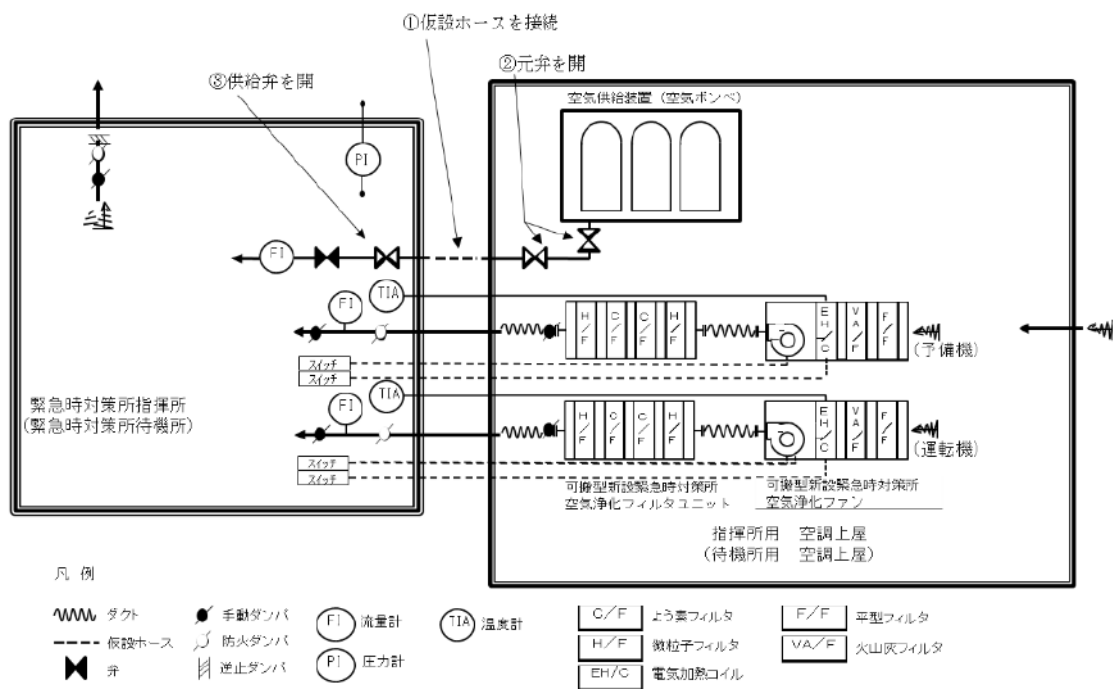 ①仮設ホースを接続
②元弁を開
③供給弁を開
空気供給装置（空気ボンベ）
PI
FI
TIA
FI
H/F
C/F
C/F
H/F
EH/C
VA/F
F/F
(予備機)
スイッチ
スイッチ
緊急時対策所指揮所
(緊急時対策所待機所)
TIA
FI
H/F
C/F
C/F
H/F
EH/C
VA/F
F/F
(運転機)
スイッチ
スイッチ
可搬型新設緊急時対策所
空気浄化フィルタユニット
可搬型新設緊急時対策所
空気浄化ファン
指揮所用 空調上屋
(待機所用 空調上屋)
凡 例
ダクト
仮設ホース
弁
手動ダンパ
防火ダンパ
逆止ダンパ
FI 流量計
PI 圧力計
TIA 温度計
C/F よう素フィルタ
H/F 微粒子フィルタ
EH/C 電気加熱コイル
F/F 平型フィルタ
VA/F 火山灰フィルタ